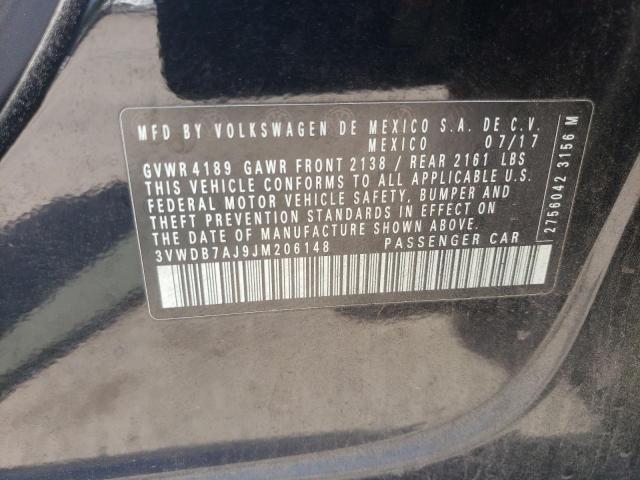 MFD BY VOLKSWAGEN DE MEXICO S.A. DE C.V.
MEXICO 07/17
GVWR 4189 GAWR FRONT 2138 / REAR 2161 LBS
THIS VEHICLE CONFORMS TO ALL APPLICABLE U.S.
FEDERAL MOTOR VEHICLE SAFETY, BUMPER AND
THEFT PREVENTION STANDARDS IN EFFECT ON
THE DATE OF MANUFACTURE SHOWN ABOVE.
3VWDB7AJ9JM206148 PASSENGER CAR
2756042 3156 M